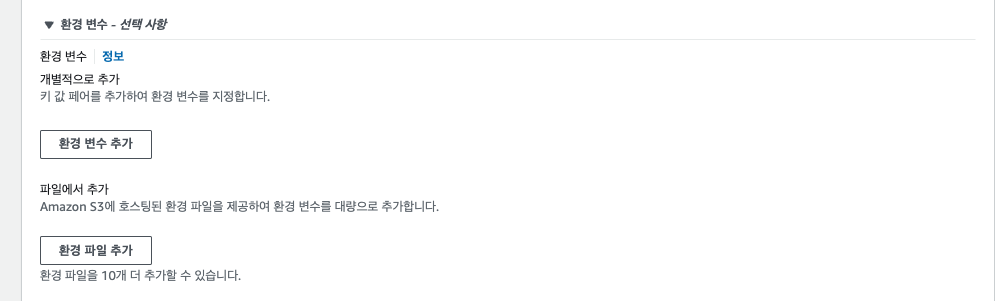 ▼ 환경 변수 - 선택 사항
환경 변수 | 정보
개별적으로 추가
키 값 페어를 추가하여 환경 변수를 지정합니다.
환경 변수 추가
파일에서 추가
Amazon S3에 호스팅된 환경 파일을 제공하여 환경 변수를 대량으로 추가합니다.
환경 파일 추가
환경 파일을 10개 더 추가할 수 있습니다.